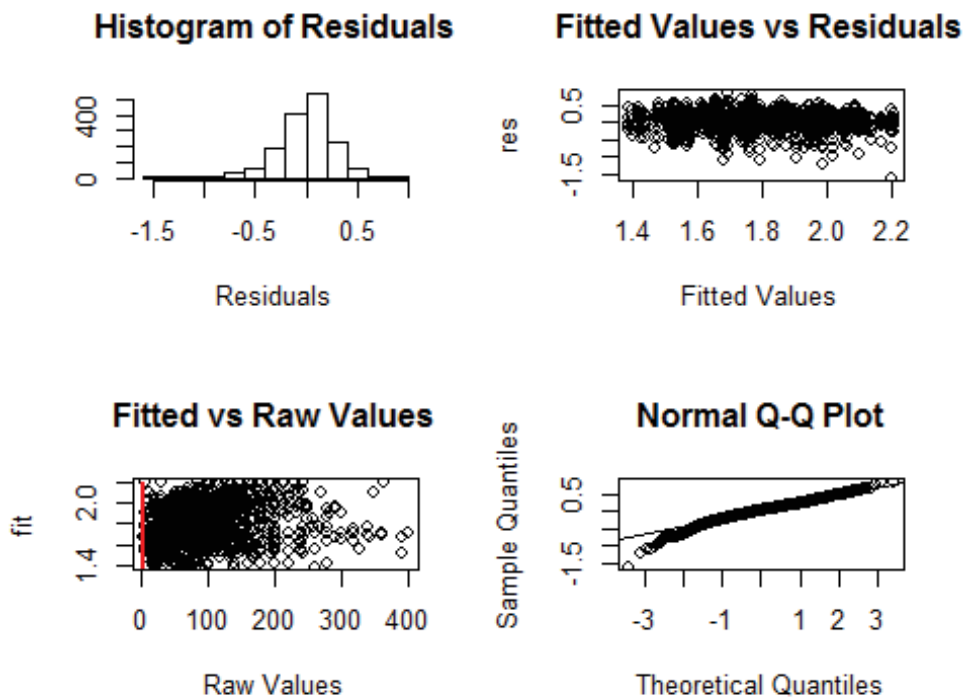 Histogram of Residuals
400
0
-1.5 -0.5 0.5
Residuals
Fitted Values vs Residuals
res
0.5
-1.5
1.4 1.6 1.8 2.0 2.2
Fitted Values
Fitted vs Raw Values
fit
2.0
1.4
0 100 200 300 400
Raw Values
Normal Q-Q Plot
Sample Quantiles
0.5
-1.5
-3 -1 1 2 3
Theoretical Quantiles